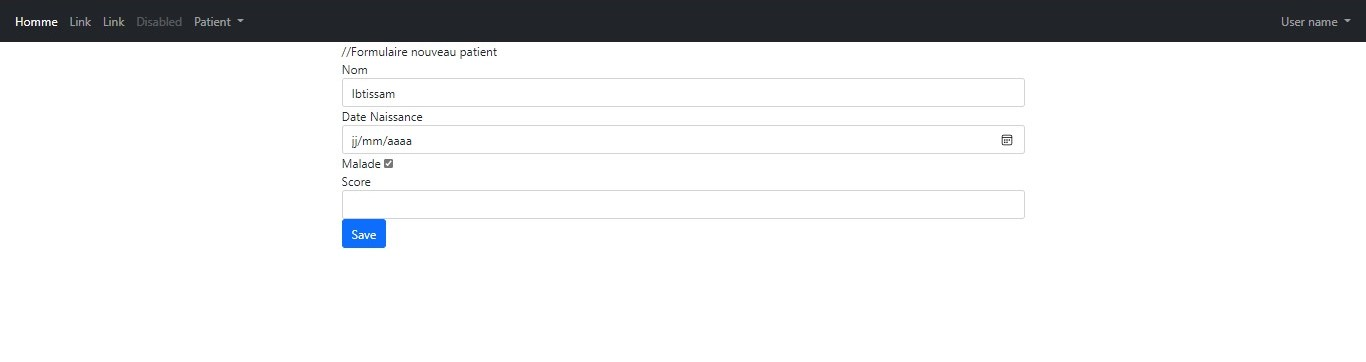 Homme Link Link Disabled Patient User name
//Formulaire nouveau patient
Nom
Ibtissam
Date Naissance
jj/mm/aaaa
Malade
Score
Save